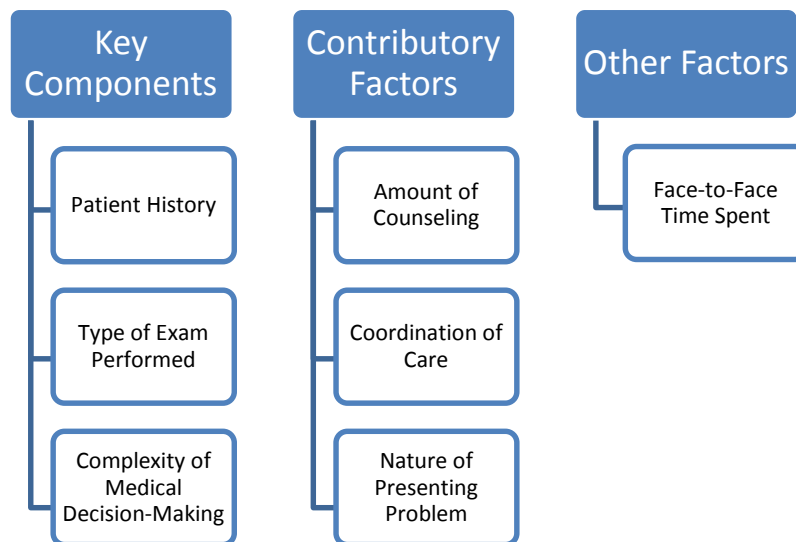 Key
Components
Patient History
Type of Exam
Performed
Complexity of
Medical
Decision-Making
Contributory
Factors
Amount of
Counseling
Coordination of
Care
Nature of
Presenting
Problem
Other Factors
Face-to-Face
Time Spent